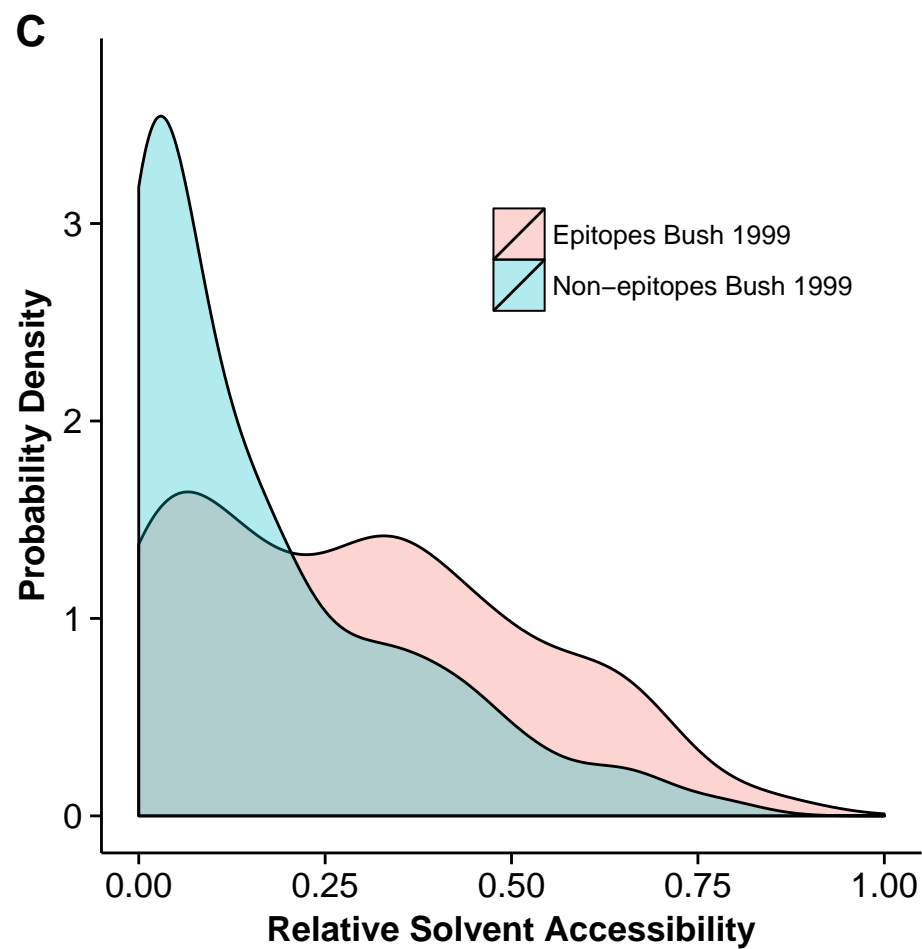 C
Probability Density
3
2
1
0
Epitopes Bush 1999
Non−epitopes Bush 1999
0.00 0.25 0.50 0.75 1.00
Relative Solvent Accessibility